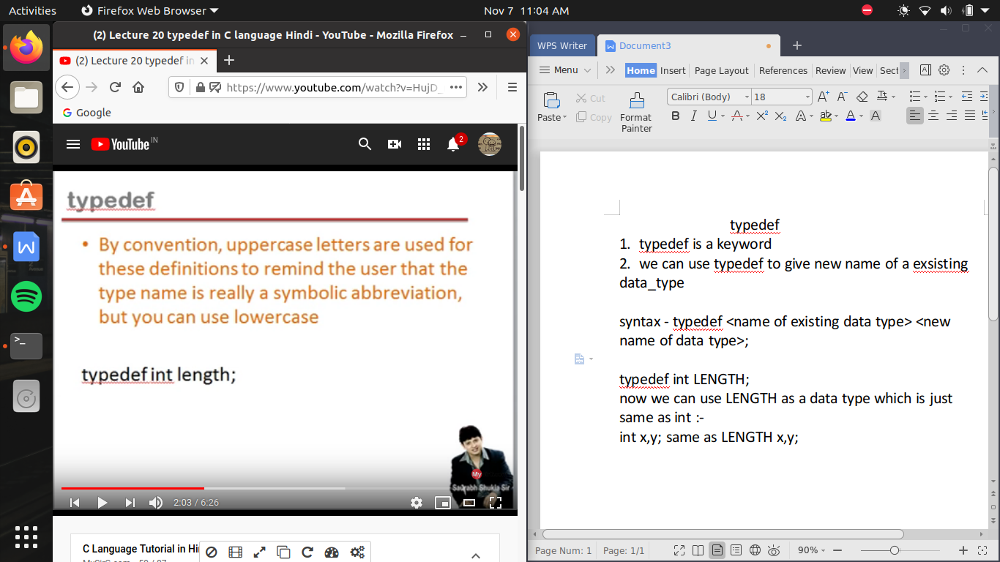 Activities
Firefox Web Browser
Nov 7 11:04 AM
(2) Lecture 20 typedef in C language Hindi - YouTube - Mozilla Firefox
(2) Lecture 20 typedef in
https://www.youtube.com/watch?v=HujD_
Google
YouTube IN
2
typedef
• By convention, uppercase letters are used for
these definitions to remind the user that the
type name is really a symbolic abbreviation,
but you can use lowercase
typedef int length;
My
Saurabh Shukla Sir
2:03 / 6:26
C Language Tutorial in Hi
WPS Writer
Document3
Menu
Home Insert Page Layout References Review View Sect
Paste
Cut
Copy
Format
Painter
Calibri (Body)
18
typedef
1. typedef is a keyword
2. we can use typedef to give new name of a exsisting
data_type
syntax - typedef <name of existing data type> <new
name of data type>;
typedef int LENGTH;
now we can use LENGTH as a data type which is just
same as int :-
int x,y; same as LENGTH x,y;
Page Num: 1 Page: 1/1
90%